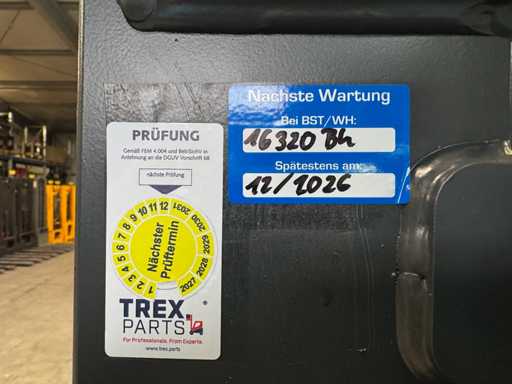 PRÜFUNG
Gemäß FEM 4.004 und BetrSichV in
Anlehnung an die DGUV Vorschrift 68
nächste Prüfung
1 2 3 4 5 6 7 8 9 10 11 12
2031 2030 2029 2028 2027
Nächster
Prüftermin
TREX.
PARTS
For Professionals. From Experts.
www.trex.parts
Nächste Wartung
Bei BST/WH:
16320 Bh
Spätestens am:
12/2026